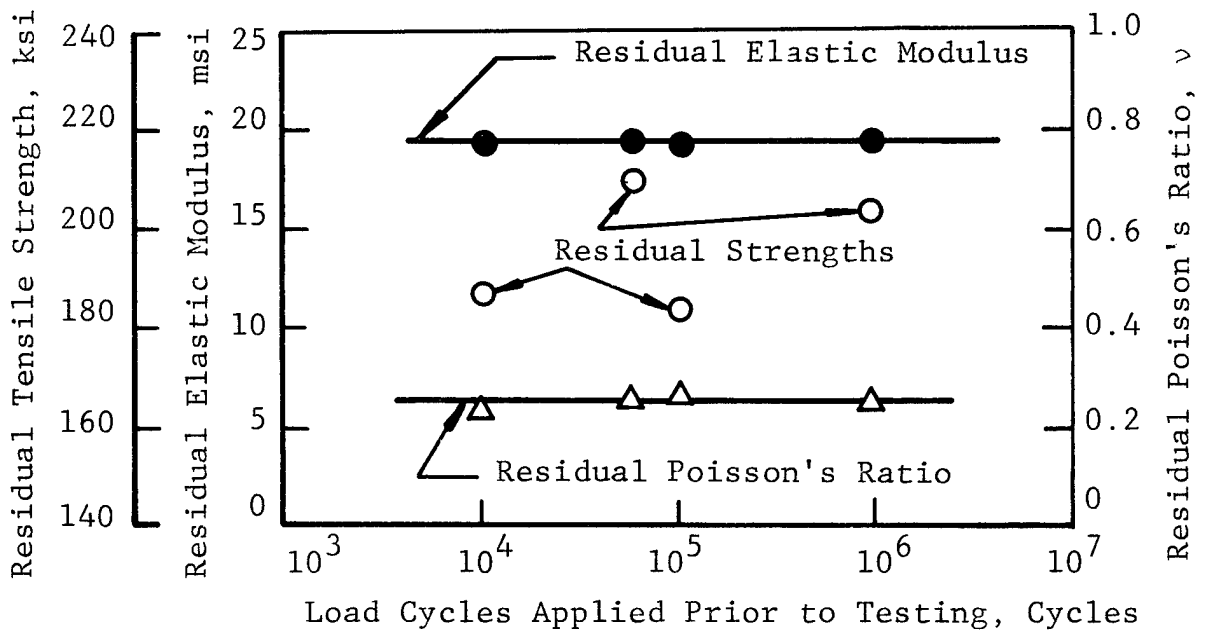 Residual Tensile Strength, ksi
240
220
200
180
160
140
Residual Elastic Modulus, msi
25
20
15
10
5
0
Residual Elastic Modulus
Residual Strengths
Residual Poisson's Ratio
1.0
0.8
0.6
0.4
0.2
0
Residual Poisson's Ratio, ν
10³ 10⁴ 10⁵ 10⁶ 10⁷
Load Cycles Applied Prior to Testing, Cycles